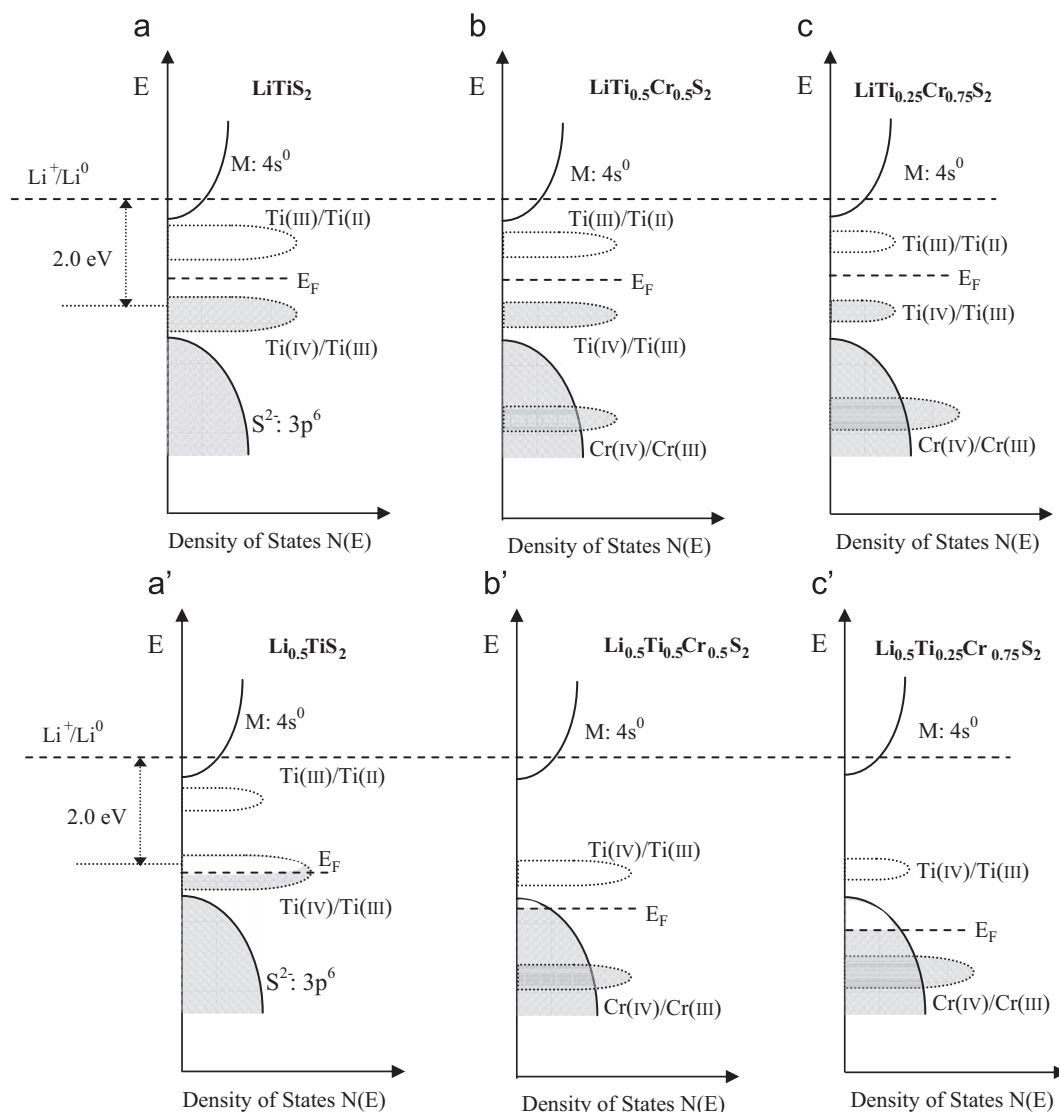 a
E
LiTiS2
Li+/Li0
M: 4s0
Ti(III)/Ti(II)
2.0 eV
EF
Ti(IV)/Ti(III)
S2-: 3p6
Density of States N(E)
b
E
LiTi0.5Cr0.5S2
M: 4s0
Ti(III)/Ti(II)
EF
Ti(IV)/Ti(III)
Cr(IV)/Cr(III)
Density of States N(E)
c
E
LiTi0.25Cr0.75S2
M: 4s0
Ti(III)/Ti(II)
EF
Ti(IV)/Ti(III)
Cr(IV)/Cr(III)
Density of States N(E)
a’
E
Li0.5TiS2
Li+/Li0
M: 4s0
Ti(III)/Ti(II)
2.0 eV
EF
Ti(IV)/Ti(III)
S2-: 3p6
Density of States N(E)
b’
E
Li0.5Ti0.5Cr0.5S2
M: 4s0
Ti(IV)/Ti(III)
EF
Cr(IV)/Cr(III)
Density of States N(E)
c’
E
Li0.5Ti0.25Cr0.75S2
M: 4s0
Ti(IV)/Ti(III)
EF
Cr(IV)/Cr(III)
Density of States N(E)